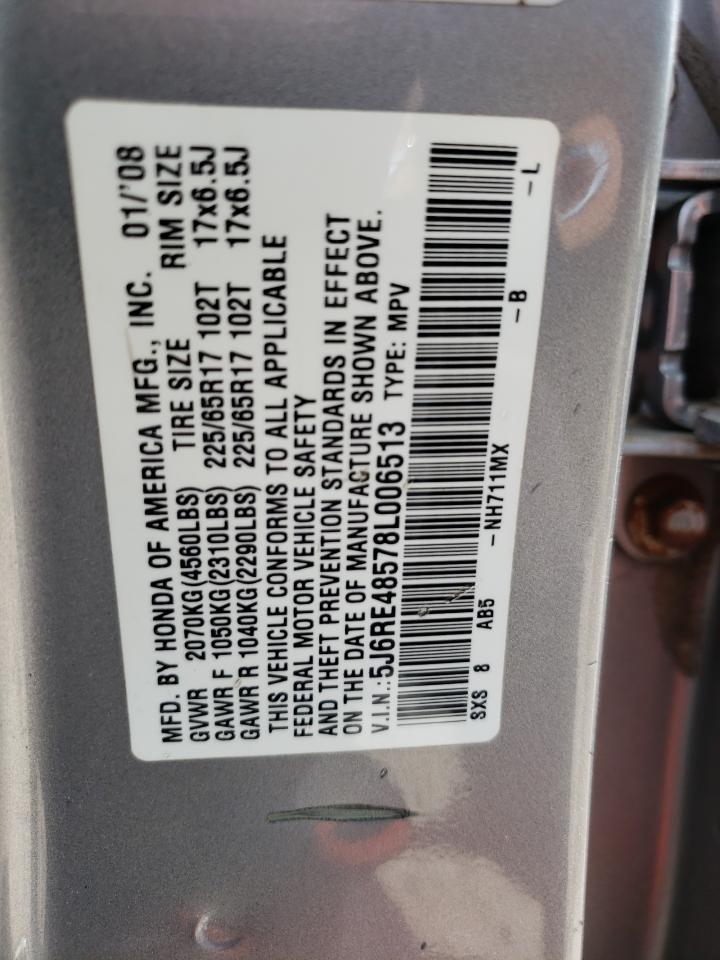 MFD. BY HONDA OF AMERICA MFG., INC. 01/'08
GVWR 2070KG(4560LBS) TIRE SIZE RIM SIZE
GAWR F 1050KG(2310LBS) 225/65R17 102T 17x6.5J
GAWR R 1040KG(2290LBS) 225/65R17 102T 17x6.5J
THIS VEHICLE CONFORMS TO ALL APPLICABLE
FEDERAL MOTOR VEHICLE SAFETY
AND THEFT PREVENTION STANDARDS IN EFFECT
ON THE DATE OF MANUFACTURE SHOWN ABOVE.
V.I.N.:5J6RE48578L006513 TYPE: MPV
SXS 8 AB5 -NH711MX -B -L